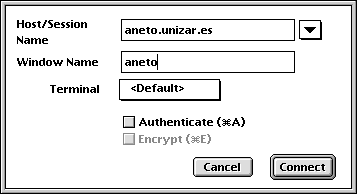 Host/Session Name aneto.unizar.es
Window Name aneto
Terminal <Default>
Authenticate (⌘A)
Encrypt (⌘E)
Cancel Connect